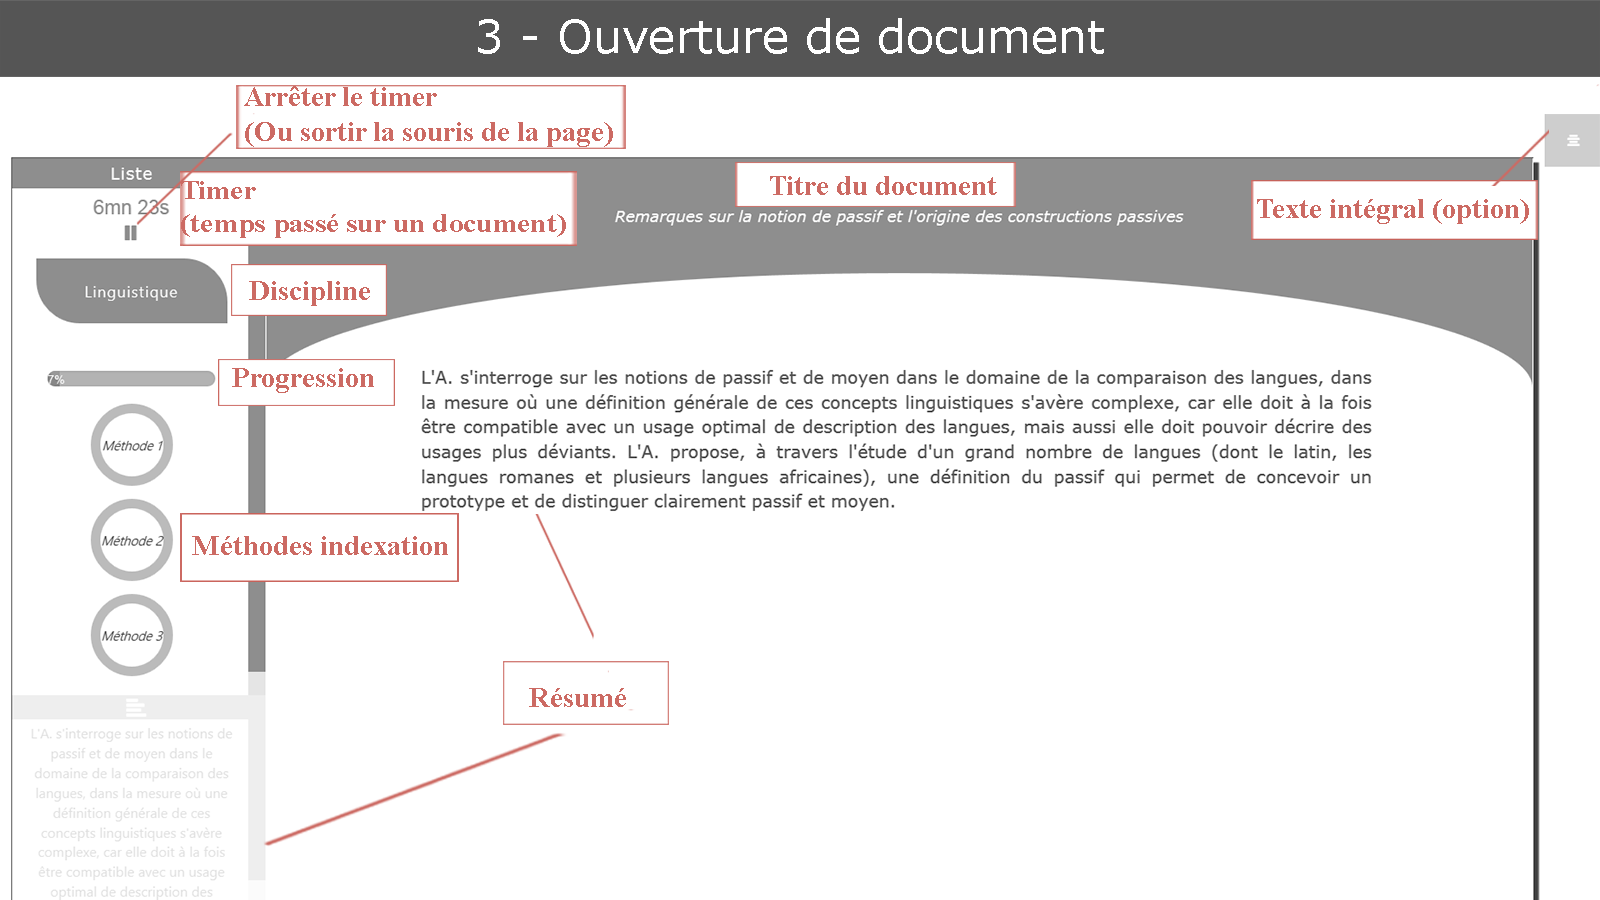 3 - Ouverture de document
Arrêter le timer
(Ou sortir la souris de la page)
Liste
Timer
(temps passé sur un document)
6mn 23s
Titre du document
Remarques sur la notion de passif et l'origine des constructions passives
Texte intégral (option)
Linguistique
Discipline
7%
Progression
Méthode 1
Méthode 2
Méthode 3
Méthodes indexation
L'A. s'interroge sur les notions de passif et de moyen dans le domaine de la comparaison des langues, dans
la mesure où une définition générale de ces concepts linguistiques s'avère complexe, car elle doit à la fois
être compatible avec un usage optimal de description des langues, mais aussi elle doit pouvoir décrire des
usages plus déviants. L'A. propose, à travers l'étude d'un grand nombre de langues (dont le latin, les
langues romanes et plusieurs langues africaines), une définition du passif qui permet de concevoir un
prototype et de distinguer clairement passif et moyen.
Résumé
L'A. s'interroge sur les notions de
passif et de moyen dans le
domaine de la comparaison des
langues, dans la mesure où une
définition générale de ces
concepts linguistiques s'avère
complexe, car elle doit à la fois
être compatible avec un usage
optimal de description des